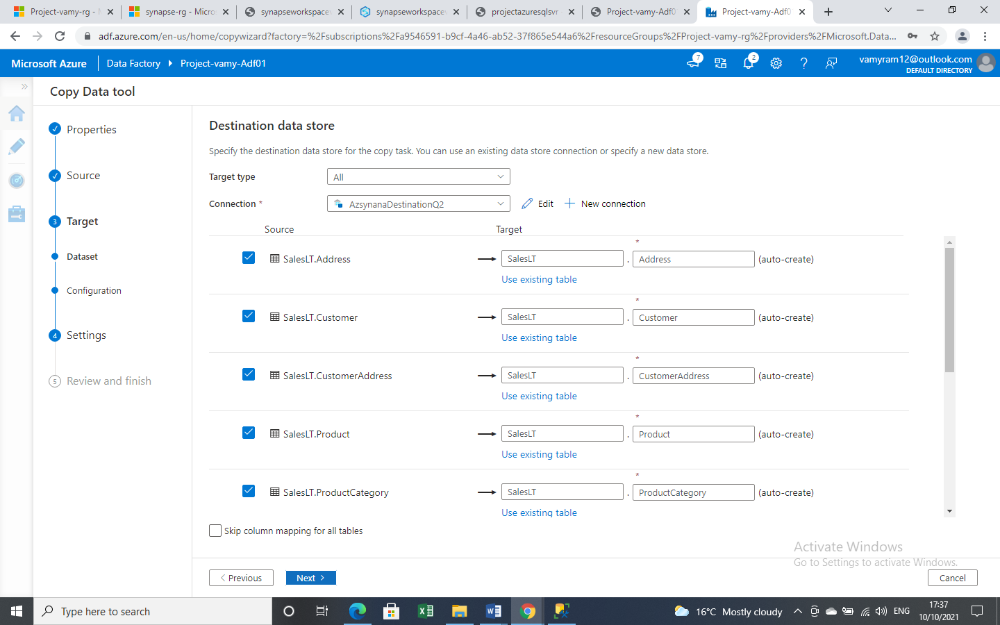 Project-vamy-rg -
synapse-rg - Micro
synapseworkspace
synapseworkspace
projectazuresqlsvr
Project-vamy-Adf0
Project-vamy-Adf0
adf.azure.com/en-us/home/copywizard?factory=%2Fsubscriptions%2Fa9546591-b9cf-4a46-ab52-37f865e544a6%2FresourceGroups%2FProject-vamy-rg%2Fproviders%2FMicrosoft.Data...
Microsoft Azure
Data Factory
Project-vamy-Adf01
7
2
vamyram12@outlook.com
DEFAULT DIRECTORY
Copy Data tool
Properties
Source
3 Target
Dataset
Configuration
4 Settings
5 Review and finish
Destination data store
Specify the destination data store for the copy task. You can use an existing data store connection or specify a new data store.
Target type
All
Connection *
AzsynanaDestinationQ2
Edit
New connection
Source
Target
*
SalesLT.Address
SalesLT . Address (auto-create)
Use existing table
*
SalesLT.Customer
SalesLT . Customer (auto-create)
Use existing table
*
SalesLT.CustomerAddress
SalesLT . CustomerAddress (auto-create)
Use existing table
*
SalesLT.Product
SalesLT . Product (auto-create)
Use existing table
*
SalesLT.ProductCategory
SalesLT . ProductCategory (auto-create)
Use existing table
Skip column mapping for all tables
Activate Windows
Go to Settings to activate Windows.
< Previous
Next >
Cancel
Type here to search
16°C Mostly cloudy
ENG
17:37
10/10/2021